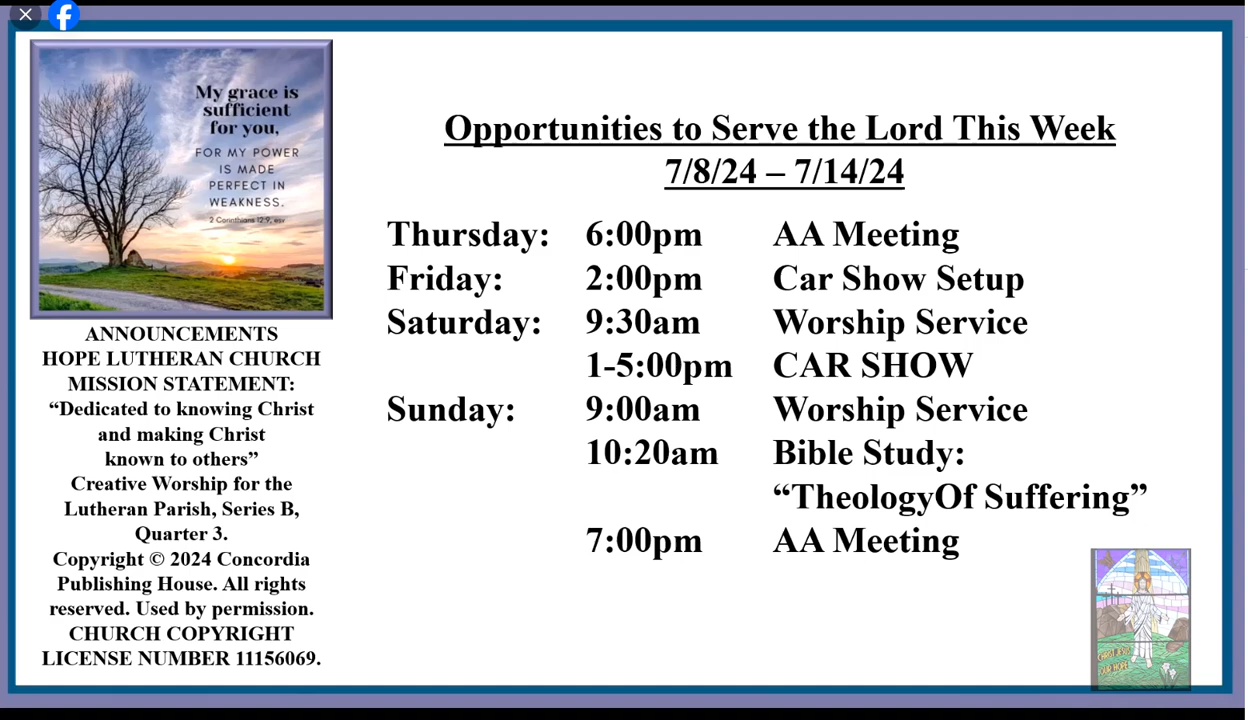 My grace is
sufficient
for you,
FOR MY POWER
IS MADE
PERFECT IN
WEAKNESS.
2 Corinthians 12:9, esv
ANNOUNCEMENTS
HOPE LUTHERAN CHURCH
MISSION STATEMENT:
“Dedicated to knowing Christ
and making Christ
known to others”
Creative Worship for the
Lutheran Parish, Series B,
Quarter 3.
Copyright © 2024 Concordia
Publishing House. All rights
reserved. Used by permission.
CHURCH COPYRIGHT
LICENSE NUMBER 11156069.
Opportunities to Serve the Lord This Week
7/8/24 – 7/14/24
Thursday: 6:00pm AA Meeting
Friday: 2:00pm Car Show Setup
Saturday: 9:30am Worship Service
1-5:00pm CAR SHOW
Sunday: 9:00am Worship Service
10:20am Bible Study:
“TheologyOf Suffering”
7:00pm AA Meeting
CHRIST JESUS
OUR HOPE